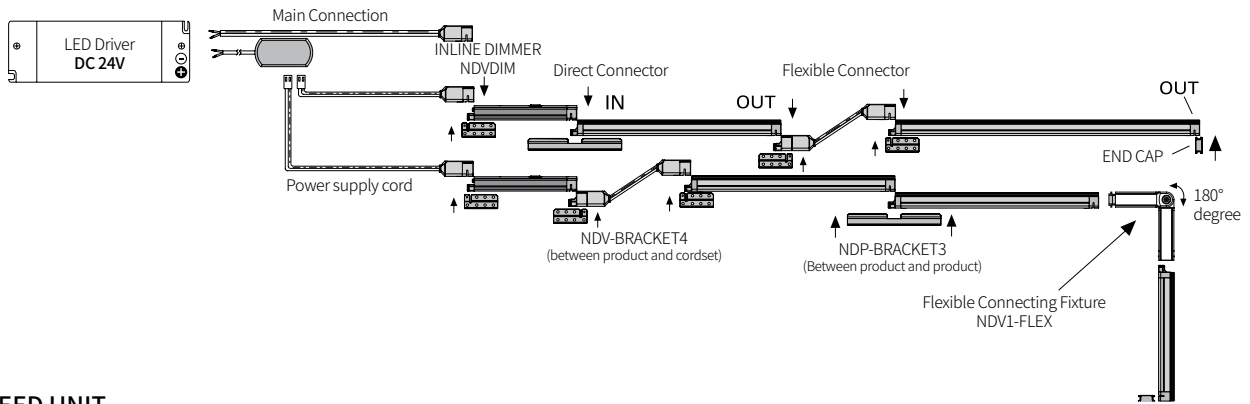 Main Connection
LED Driver
DC 24V
INLINE DIMMER
NDVDIM
Direct Connector
Flexible Connector
IN
OUT
OUT
END CAP
Power supply cord
180°
degree
NDV-BRACKET4
(between product and cordset)
NDP-BRACKET3
(Between product and product)
Flexible Connecting Fixture
NDV1-FLEX